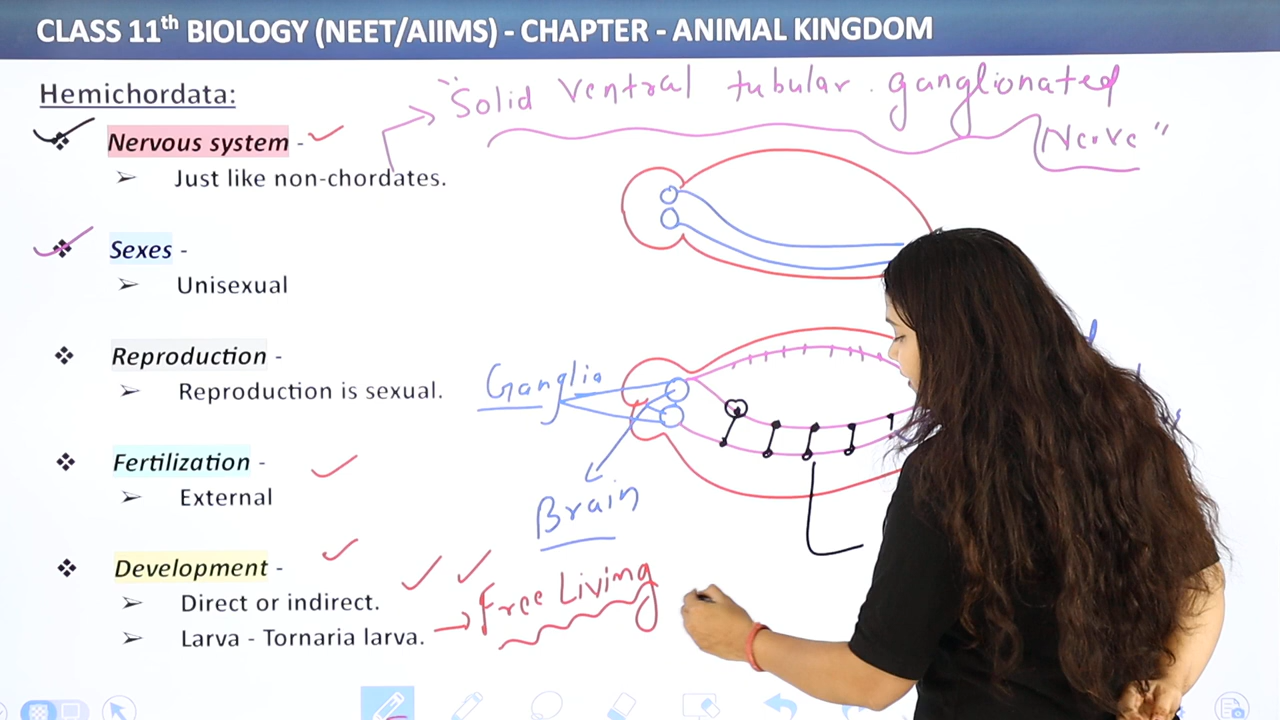 CLASS 11th BIOLOGY (NEET/AIIMS) - CHAPTER - ANIMAL KINGDOM
Hemichordata:
"Solid Ventral tubular. ganglionated
Nerve"
❖ Nervous system -
➢ Just like non-chordates.
❖ Sexes -
➢ Unisexual
❖ Reproduction -
➢ Reproduction is sexual.
Ganglia
❖ Fertilization -
➢ External
Brain
❖ Development -
➢ Direct or indirect.
➢ Larva - Tornaria larva.
Free Living